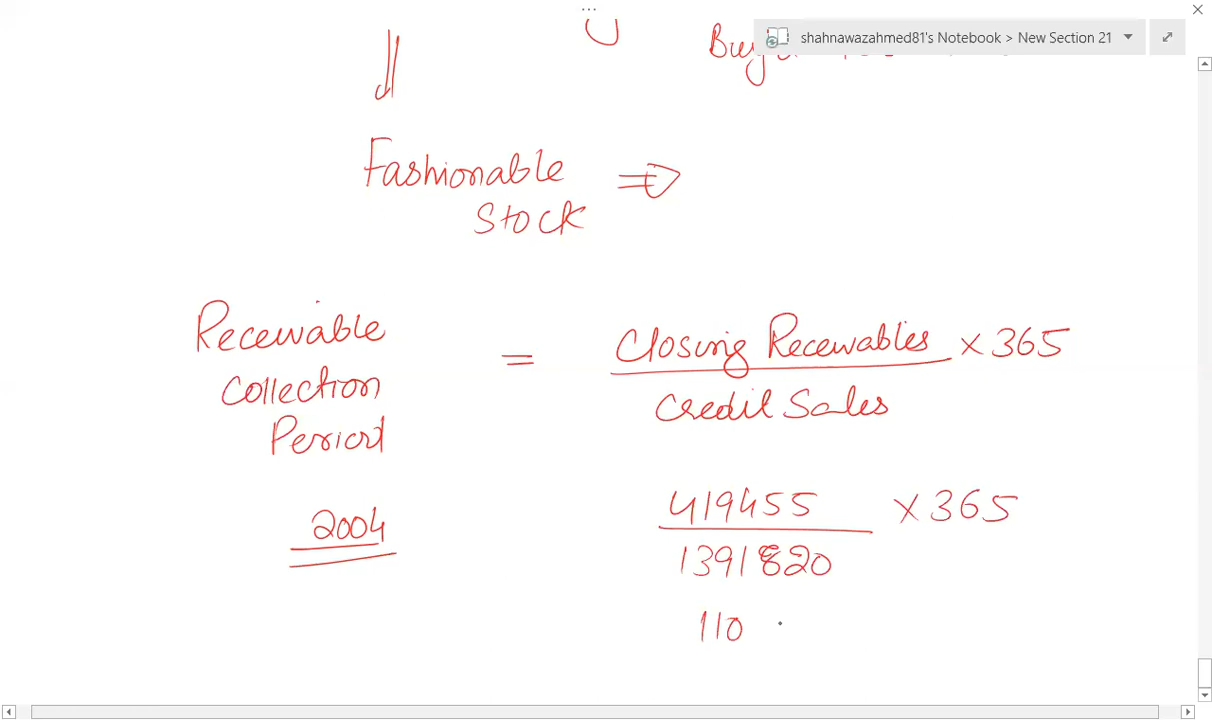 shahnawazahmed81's Notebook > New Section 21
Fashionable
Stock
Receivable
Collection
Period
=
Closing Receivables × 365
Credit Sales
2004
419455 × 365
1391820
110